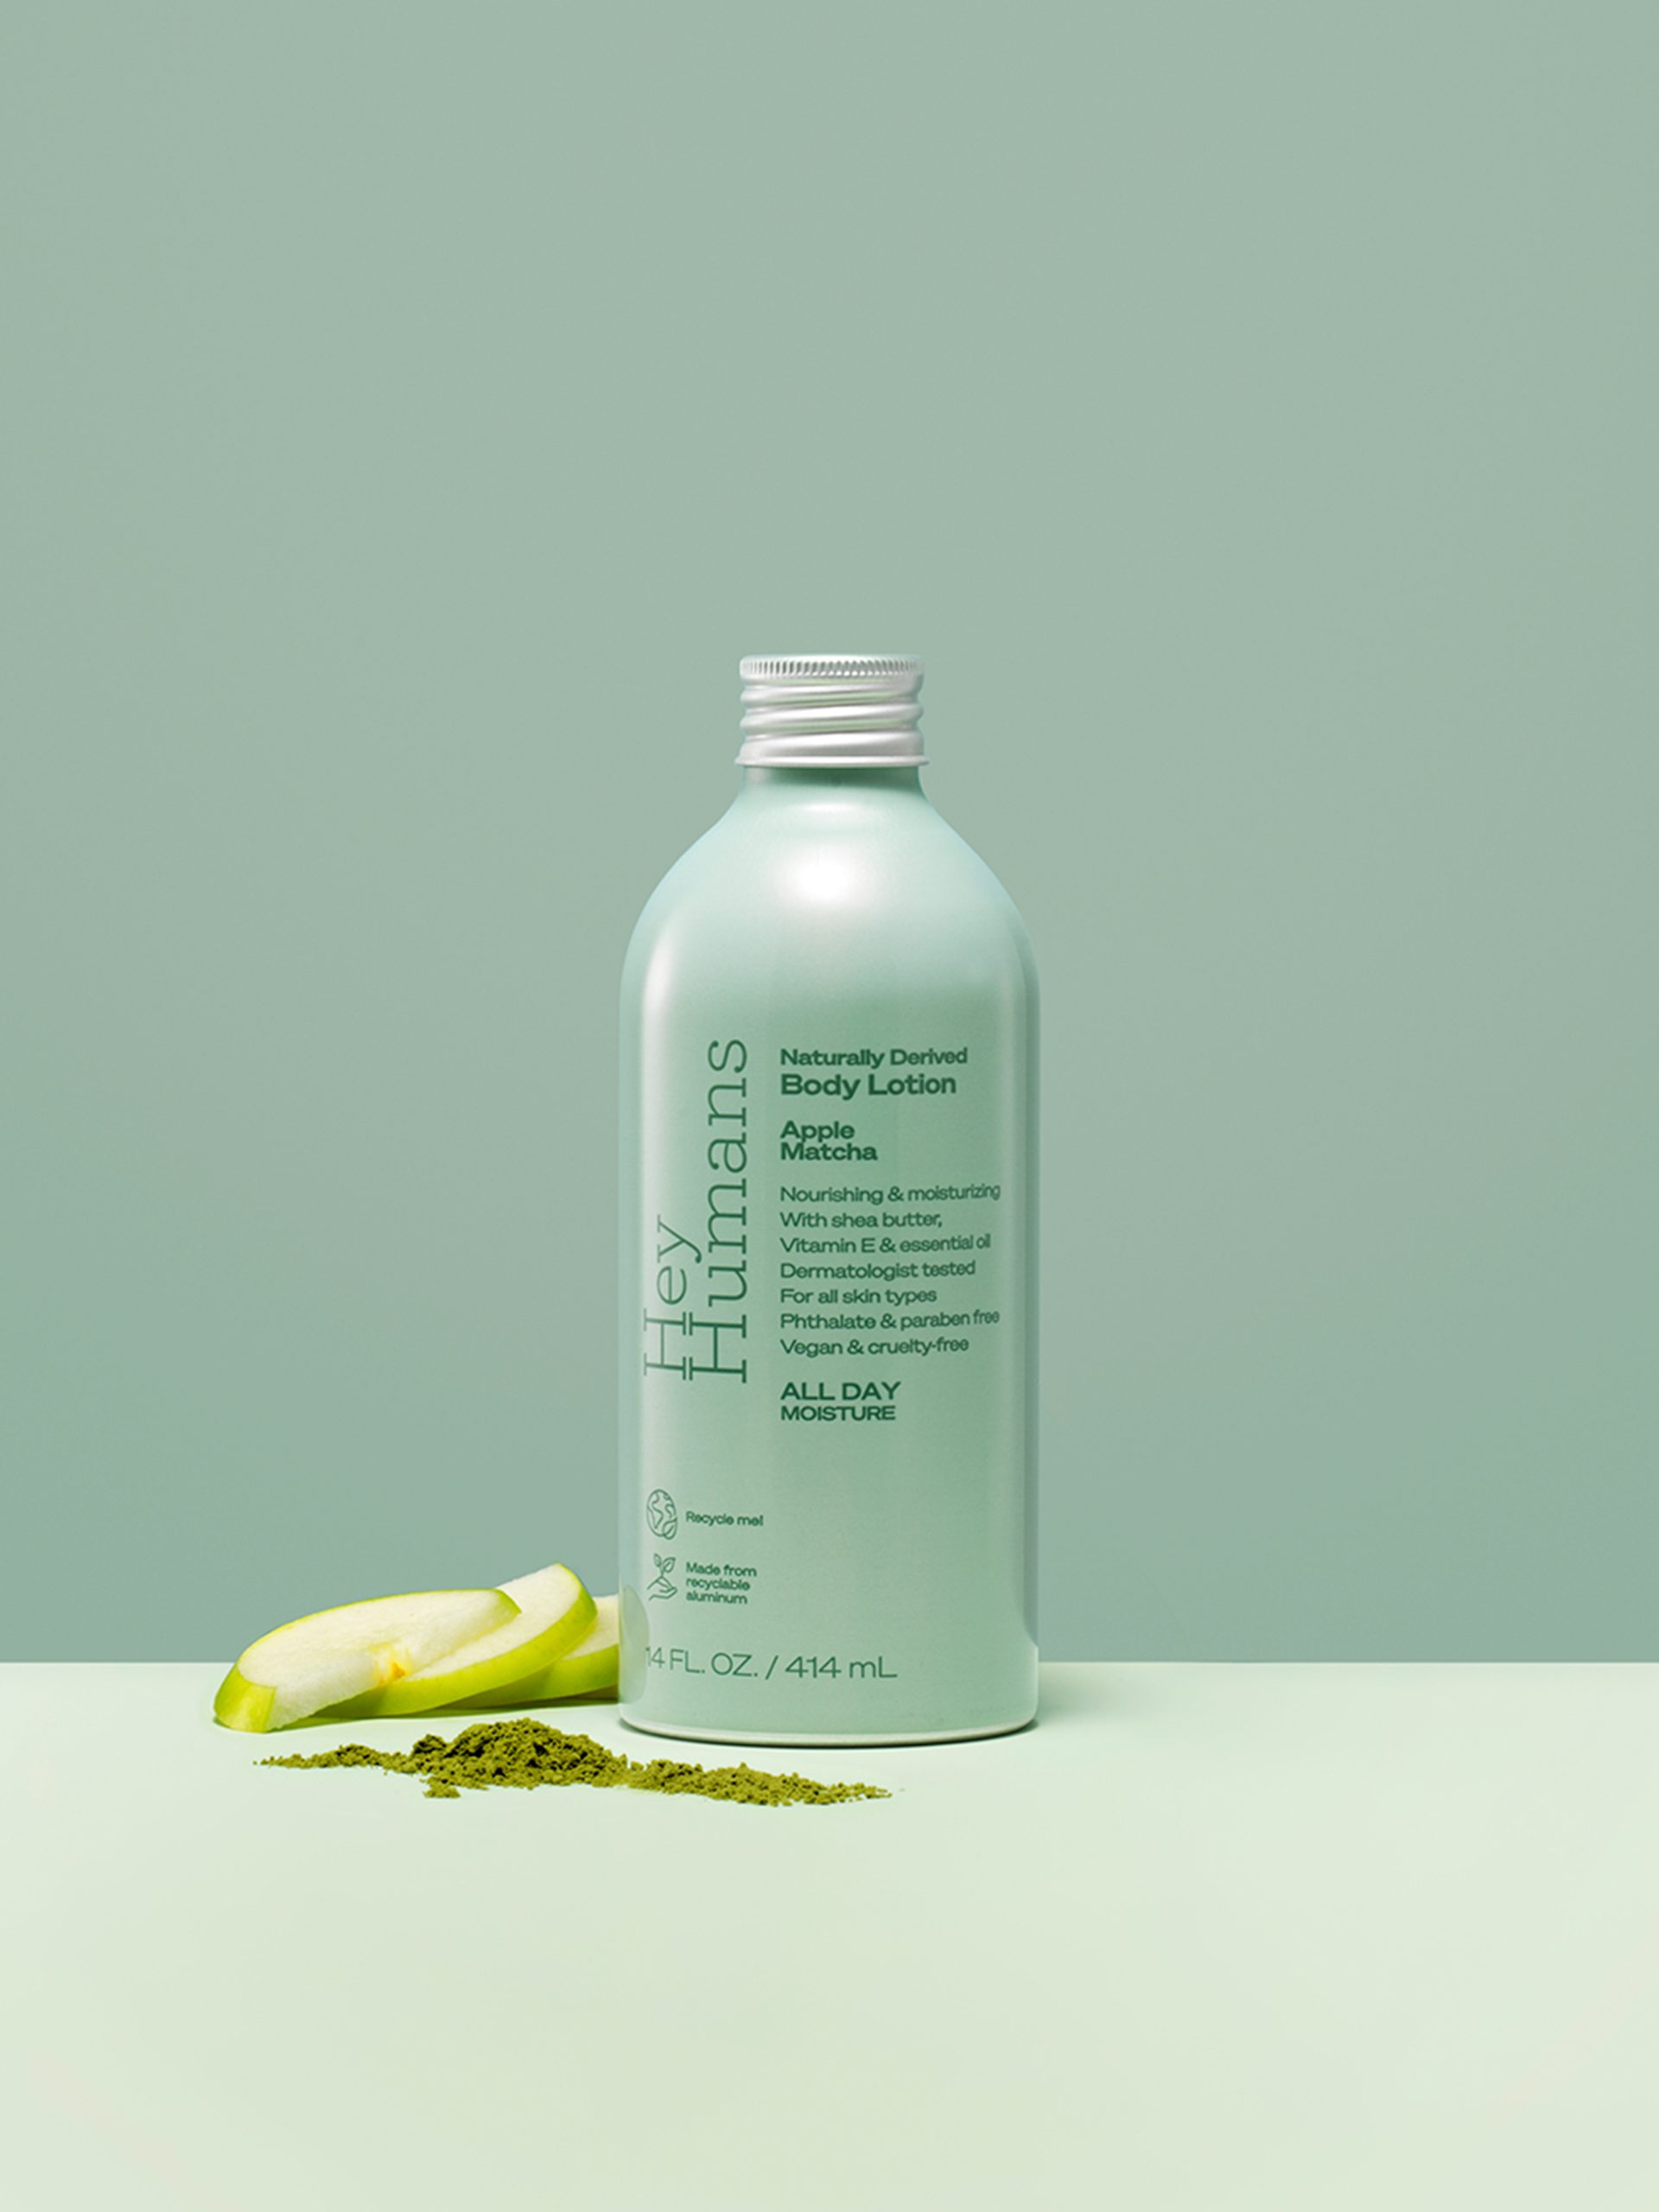 Hey
Humans
Naturally Derived
Body Lotion
Apple
Matcha
Nourishing & moisturizing
With shea butter,
Vitamin E & essential oil
Dermatologist tested
For all skin types
Phthalate & paraben free
Vegan & cruelty-free
ALL DAY
MOISTURE
Recycle me!
Made from
recyclable
aluminum
14 FL. OZ. / 414 mL